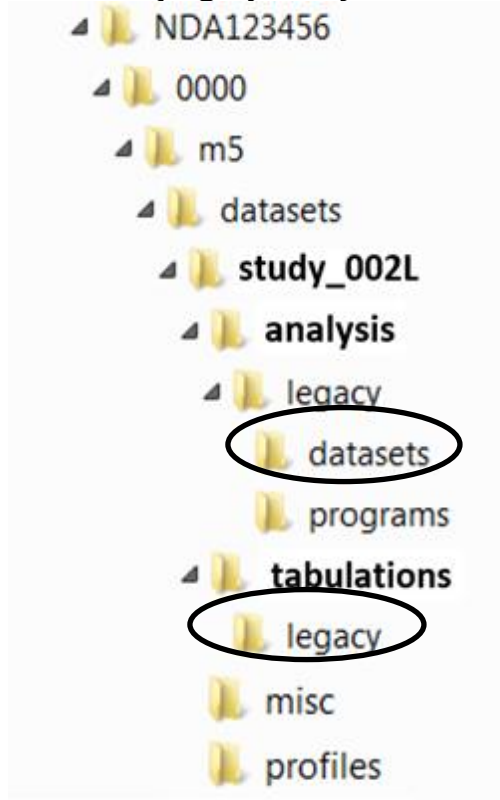 NDA123456
0000
m5
datasets
study_002L
analysis
legacy
datasets
programs
tabulations
legacy
misc
profiles